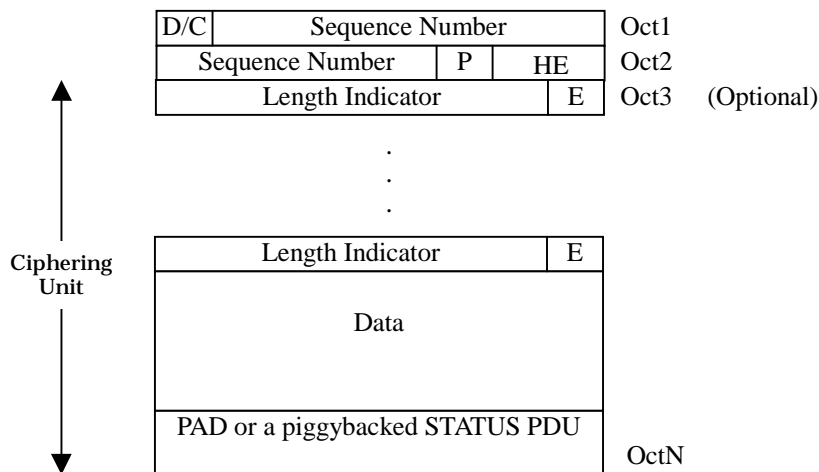 D/C Sequence Number Oct1
Sequence Number P HE Oct2
Length Indicator E Oct3 (Optional)
.
.
.
Length Indicator E
Ciphering
Unit
Data
PAD or a piggybacked STATUS PDU
OctN